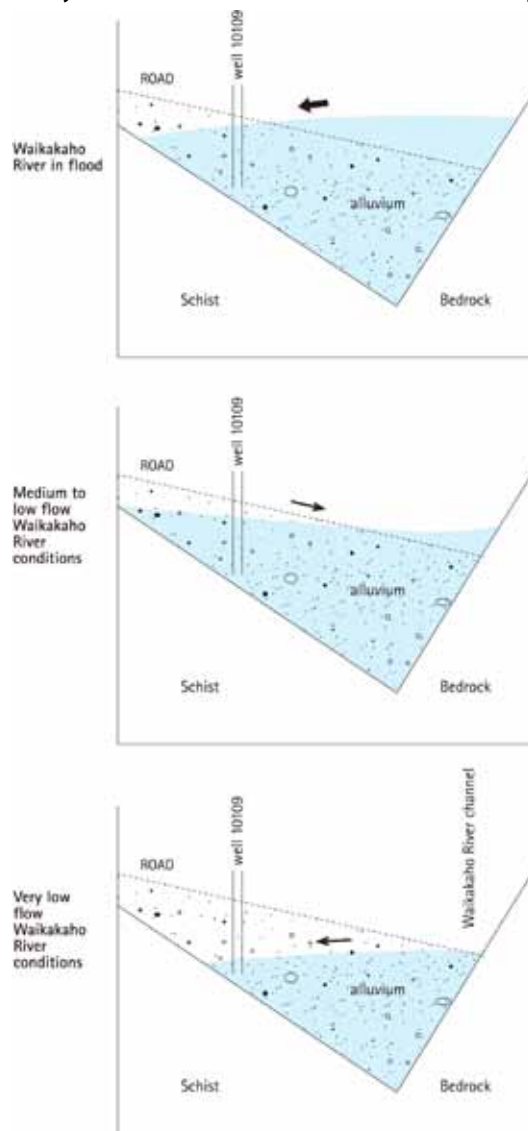 well 10109
ROAD
Waikakaho
River in flood
alluvium
Schist
Bedrock
well 10109
ROAD
Medium to
low flow
Waikakaho
River
conditions
alluvium
Schist
Bedrock
Waikakaho River channel
well 10109
ROAD
Very low
flow
Waikakaho
River
conditions
alluvium
Schist
Bedrock